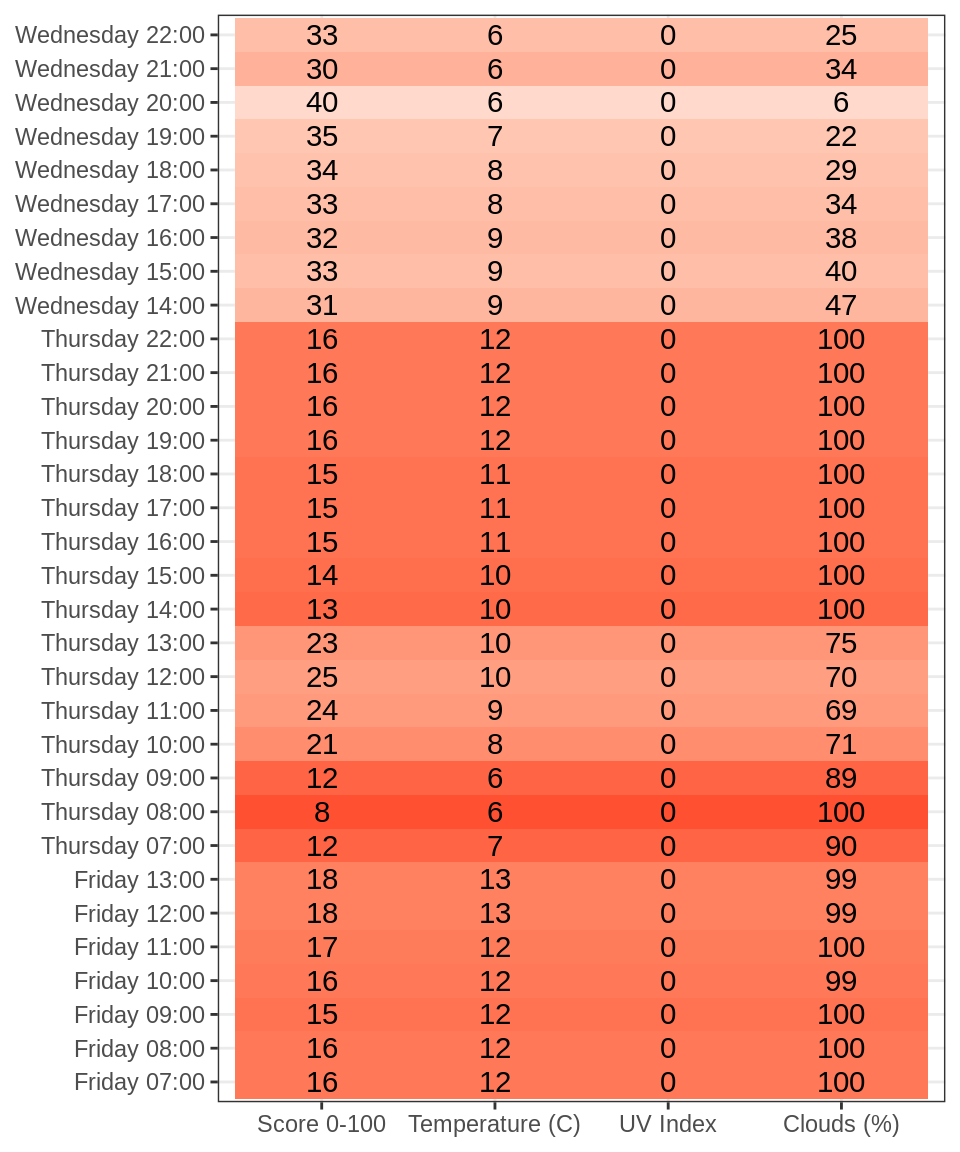 Wednesday 22:00 33 6 0 25
Wednesday 21:00 30 6 0 34
Wednesday 20:00 40 6 0 6
Wednesday 19:00 35 7 0 22
Wednesday 18:00 34 8 0 29
Wednesday 17:00 33 8 0 34
Wednesday 16:00 32 9 0 38
Wednesday 15:00 33 9 0 40
Wednesday 14:00 31 9 0 47
Thursday 22:00 16 12 0 100
Thursday 21:00 16 12 0 100
Thursday 20:00 16 12 0 100
Thursday 19:00 16 12 0 100
Thursday 18:00 15 11 0 100
Thursday 17:00 15 11 0 100
Thursday 16:00 15 11 0 100
Thursday 15:00 14 10 0 100
Thursday 14:00 13 10 0 100
Thursday 13:00 23 10 0 75
Thursday 12:00 25 10 0 70
Thursday 11:00 24 9 0 69
Thursday 10:00 21 8 0 71
Thursday 09:00 12 6 0 89
Thursday 08:00 8 6 0 100
Thursday 07:00 12 7 0 90
Friday 13:00 18 13 0 99
Friday 12:00 18 13 0 99
Friday 11:00 17 12 0 100
Friday 10:00 16 12 0 99
Friday 09:00 15 12 0 100
Friday 08:00 16 12 0 100
Friday 07:00 16 12 0 100
Score 0-100 Temperature (C) UV Index Clouds (%)